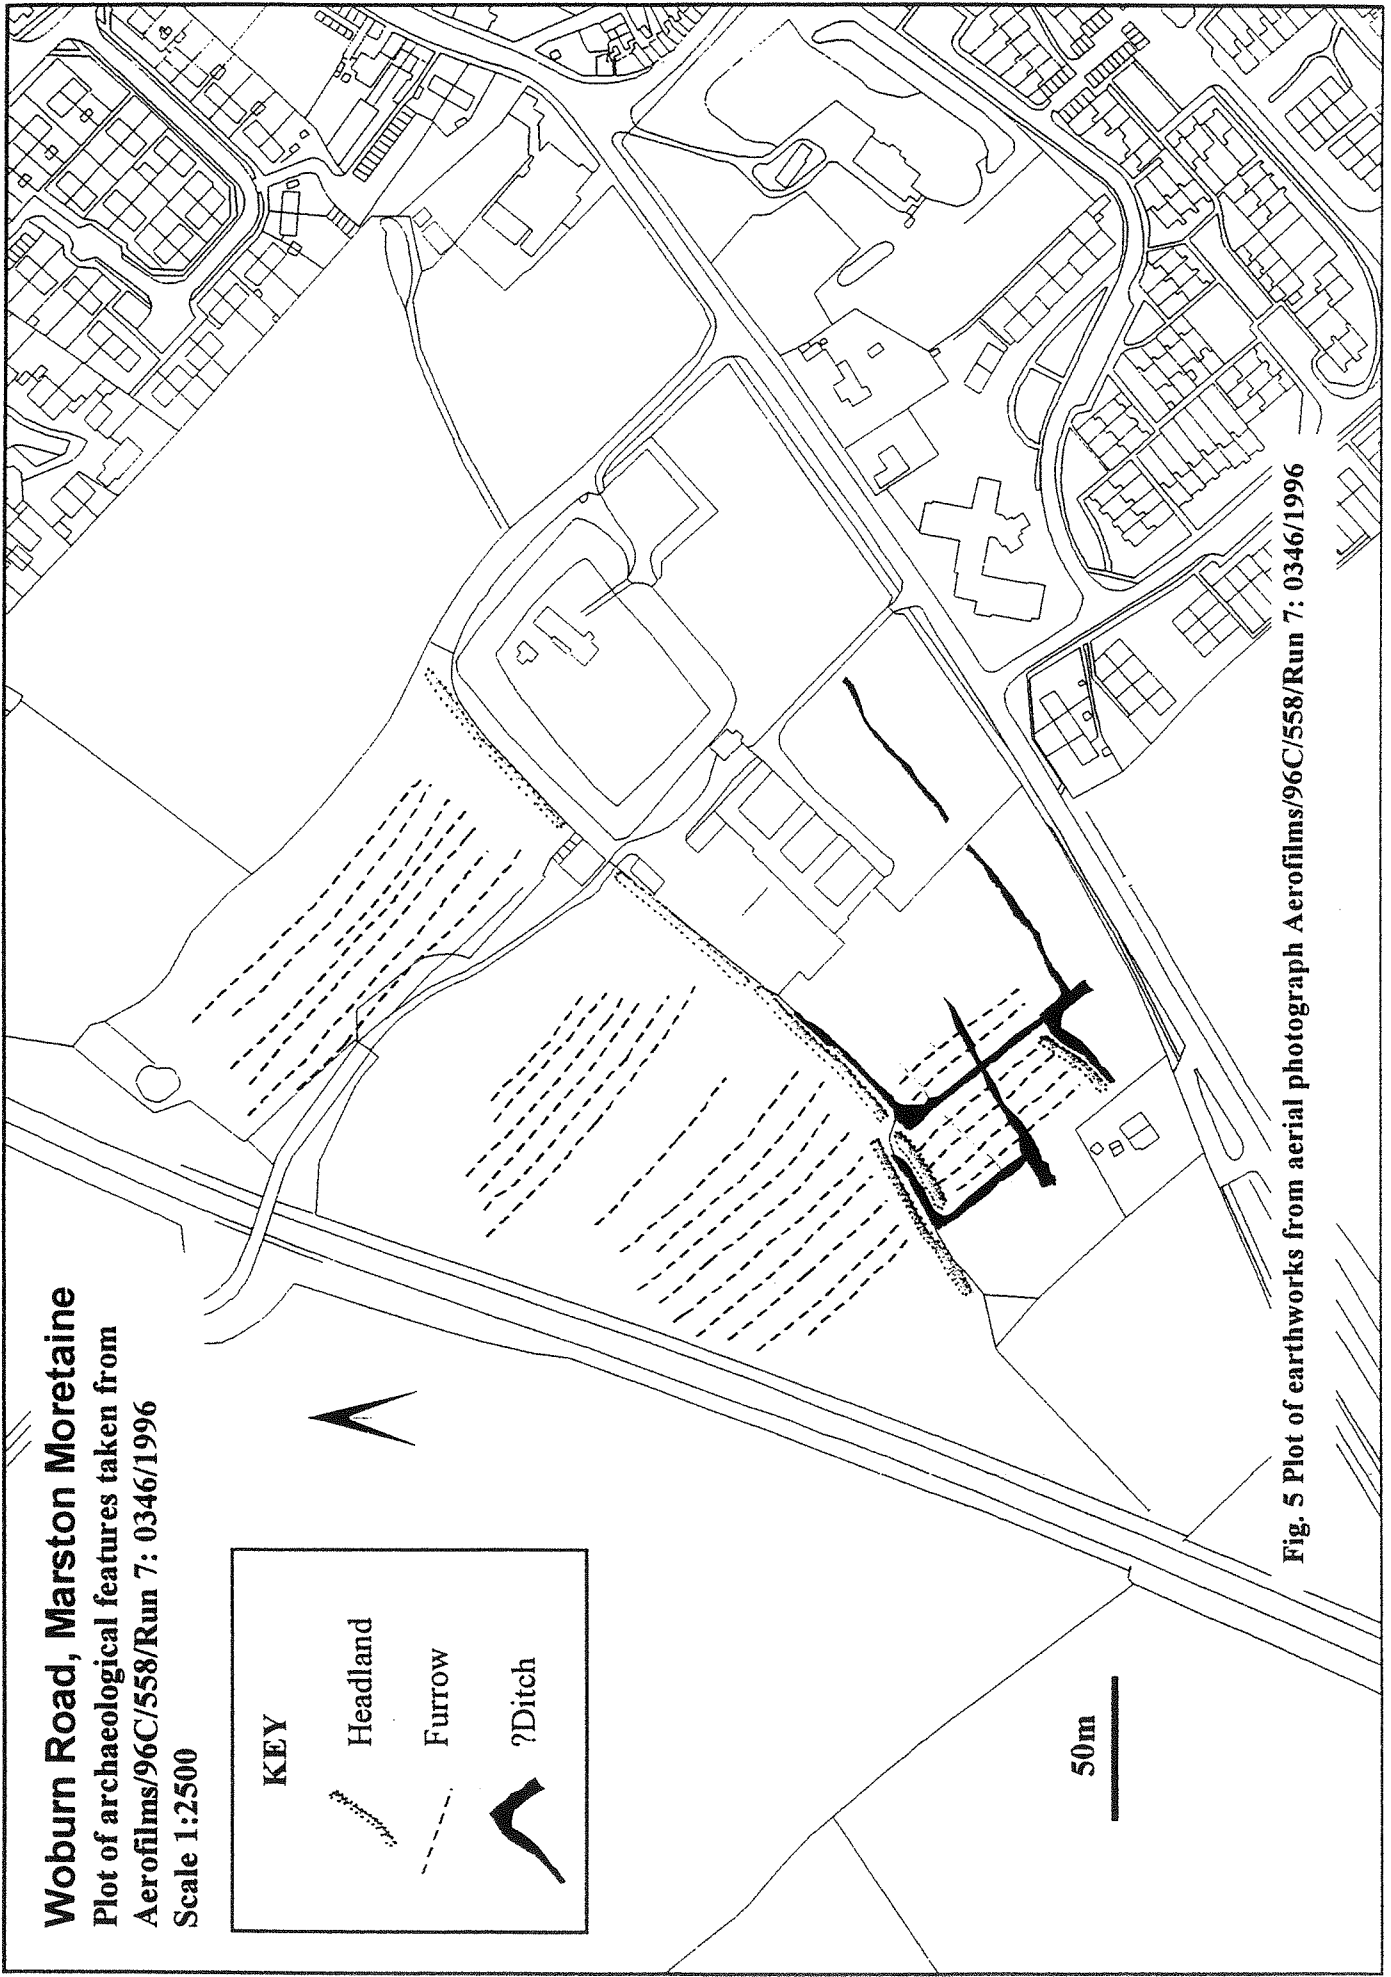 Woburn Road, Marston Moretaine
Plot of archaeological features taken from
Aerofilms/96C/558/Run 7: 0346/1996
Scale 1:2500
KEY
Headland
Furrow
?Ditch
50m
Fig. 5 Plot of earthworks from aerial photograph Aerofilms/96C/558/Run 7: 0346/1996